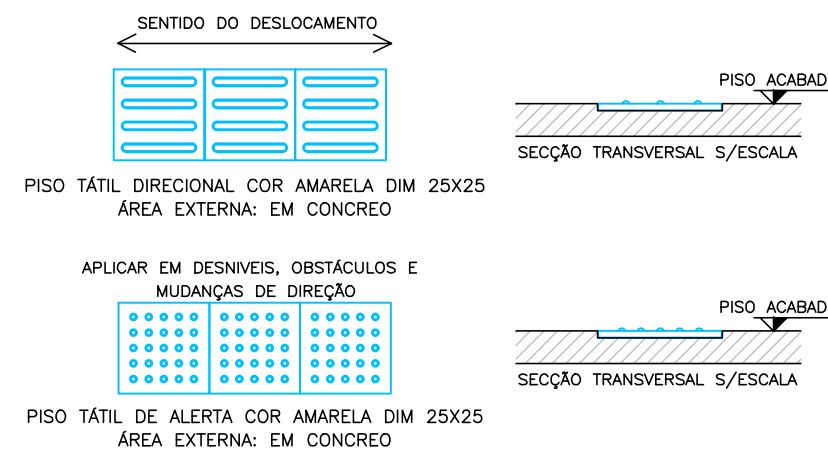 SENTIDO DO DESLOCAMENTO
PISO ACABAD
SECÇÃO TRANSVERSAL S/ESCALA
PISO TÁTIL DIRECIONAL COR AMARELA DIM 25X25
ÁREA EXTERNA: EM CONCREO
APLICAR EM DESNIVEIS, OBSTÁCULOS E
MUDANÇAS DE DIREÇÃO
PISO ACABAD
SECÇÃO TRANSVERSAL S/ESCALA
PISO TÁTIL DE ALERTA COR AMARELA DIM 25X25
ÁREA EXTERNA: EM CONCREO